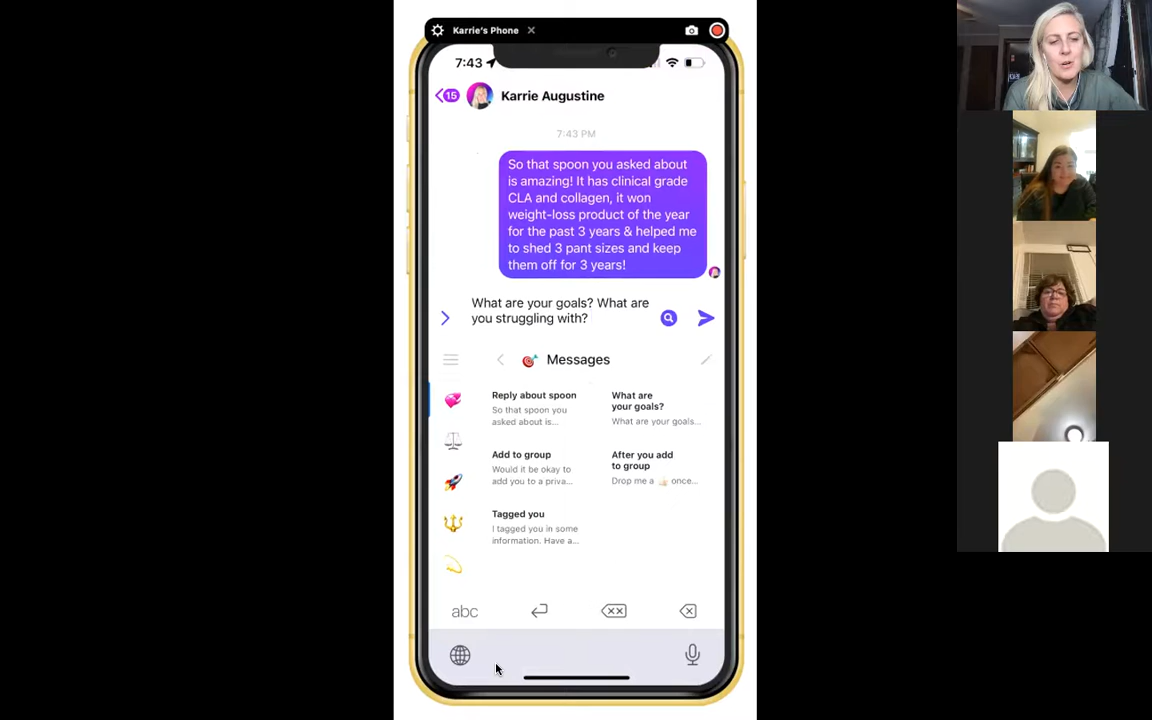 Karrie's Phone
7:43
15
Karrie Augustine
7:43 PM
So that spoon you asked about
is amazing! It has clinical grade
CLA and collagen, it won
weight-loss product of the year
for the past 3 years & helped me
to shed 3 pant sizes and keep
them off for 3 years!
What are your goals? What are
you struggling with?
Messages
Reply about spoon
So that spoon you
asked about is...
What are
your goals?
What are your goals...
Add to group
Would it be okay to
add you to a priva...
After you add
to group
Drop me a 👍🏻 once...
Tagged you
I tagged you in some
information. Have a...
abc